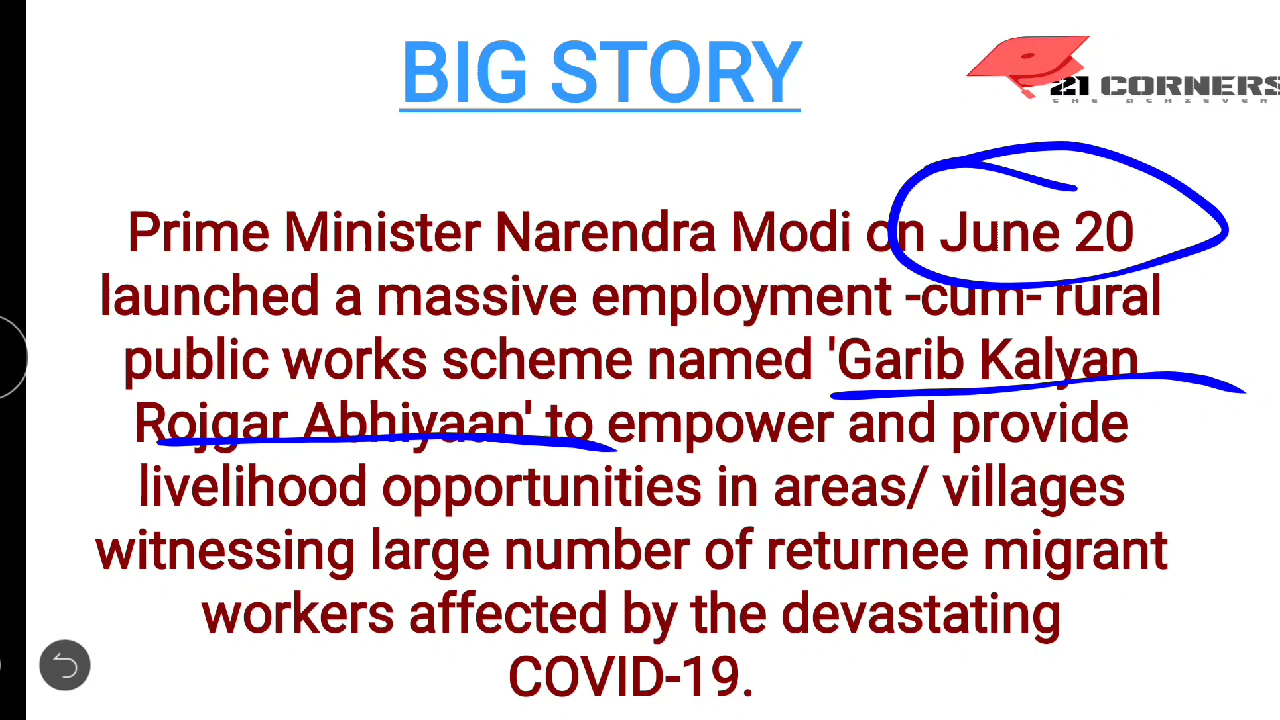 BIG STORY
21 CORNERS
Prime Minister Narendra Modi on June 20
launched a massive employment -cum- rural
public works scheme named 'Garib Kalyan
Rojgar Abhiyaan' to empower and provide
livelihood opportunities in areas/ villages
witnessing large number of returnee migrant
workers affected by the devastating
COVID-19.